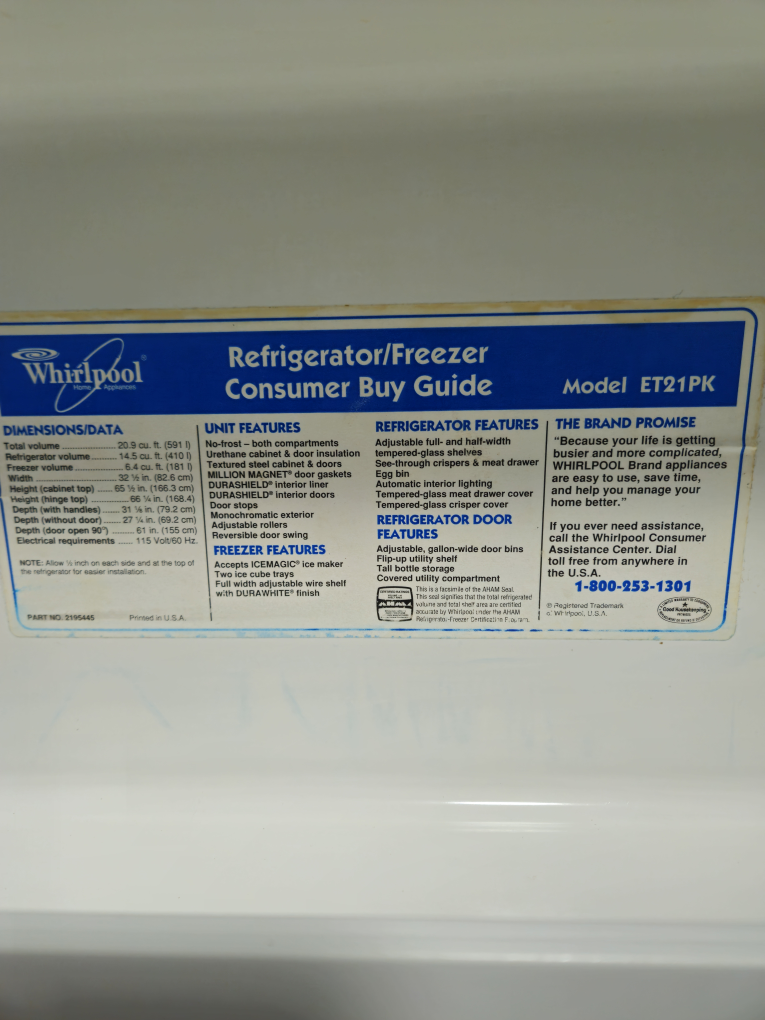 Whirlpool®
Home Appliances
Refrigerator/Freezer
Consumer Buy Guide
Model ET21PK
DIMENSIONS/DATA
Total volume ................ 20.9 cu. ft. (591 l)
Refrigerator volume ........ 14.5 cu. ft. (410 l)
Freezer volume ............... 6.4 cu. ft. (181 l)
Width ........................ 32 ½ in. (82.6 cm)
Height (cabinet top) ..... 65 ½ in. (166.3 cm)
Height (hinge top) ............ 66 ¼ in. (168.4)
Depth (with handles) ..... 31 ⅛ in. (79.2 cm)
Depth (without door) ..... 27 ¼ in. (69.2 cm)
Depth (door open 90°) ........ 61 in. (155 cm)
Electrical requirements ..... 115 Volt/60 Hz.
NOTE: Allow ½ inch on each side and at the top of
the refrigerator for easier installation.
PART NO. 2195445 Printed in U.S.A.
UNIT FEATURES
No-frost – both compartments
Urethane cabinet & door insulation
Textured steel cabinet & doors
MILLION MAGNET® door gaskets
DURASHIELD® interior liner
DURASHIELD® interior doors
Door stops
Monochromatic exterior
Adjustable rollers
Reversible door swing
FREEZER FEATURES
Accepts ICEMAGIC® ice maker
Two ice cube trays
Full width adjustable wire shelf
with DURAWHITE® finish
REFRIGERATOR FEATURES
Adjustable full- and half-width
tempered-glass shelves
See-through crispers & meat drawer
Egg bin
Automatic interior lighting
Tempered-glass meat drawer cover
Tempered-glass crisper cover
REFRIGERATOR DOOR
FEATURES
Adjustable, gallon-wide door bins
Flip-up utility shelf
Tall bottle storage
Covered utility compartment
This is a facsimile of the AHAM Seal.
This seal signifies that the total refrigerated
volume and total shelf area are certified
accurate by Whirlpool under the AHAM
Refrigerator-Freezer Certification Program.
THE BRAND PROMISE
“Because your life is getting
busier and more complicated,
WHIRLPOOL Brand appliances
are easy to use, save time,
and help you manage your
home better.”
If you ever need assistance,
call the Whirlpool Consumer
Assistance Center. Dial
toll free from anywhere in
the U.S.A.
1-800-253-1301
® Registered Trademark
of Whirlpool, U.S.A.
Good Housekeeping